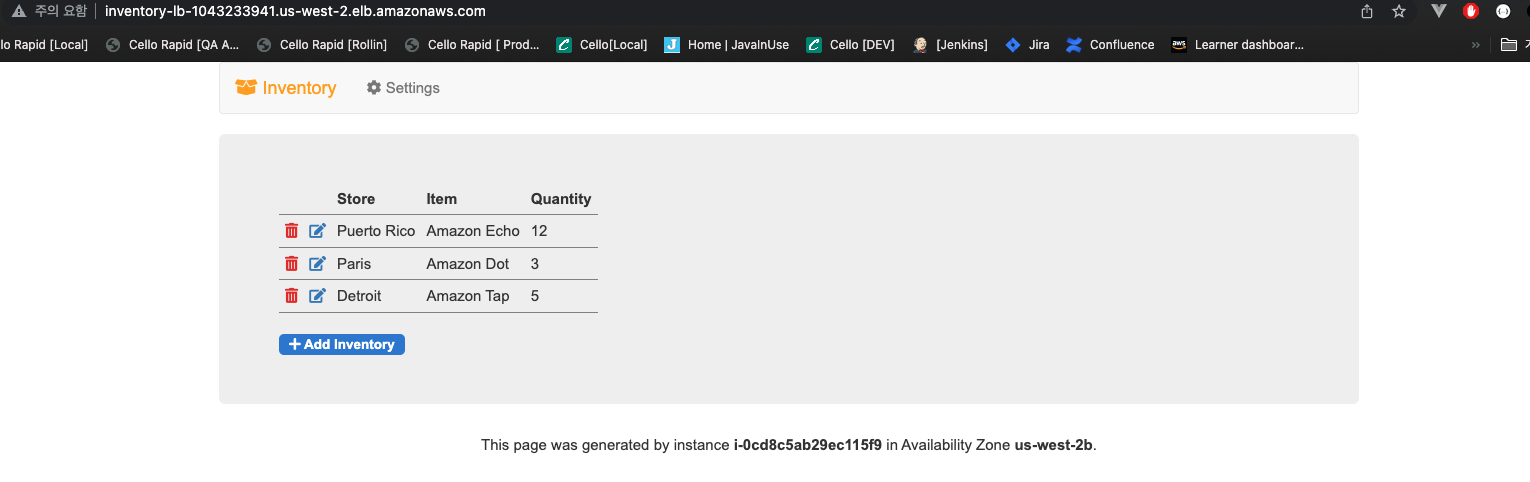 주의 요함 inventory-lb-1043233941.us-west-2.elb.amazonaws.com
lo Rapid [Local] Cello Rapid [QA A... Cello Rapid [Rollin] Cello Rapid [ Prod... Cello[Local] Home | JavaInUse Cello [DEV] [Jenkins] Jira Confluence Learner dashboar... »
Inventory Settings
Store Item Quantity
Puerto Rico Amazon Echo 12
Paris Amazon Dot 3
Detroit Amazon Tap 5
+ Add Inventory
This page was generated by instance i-0cd8c5ab29ec115f9 in Availability Zone us-west-2b.